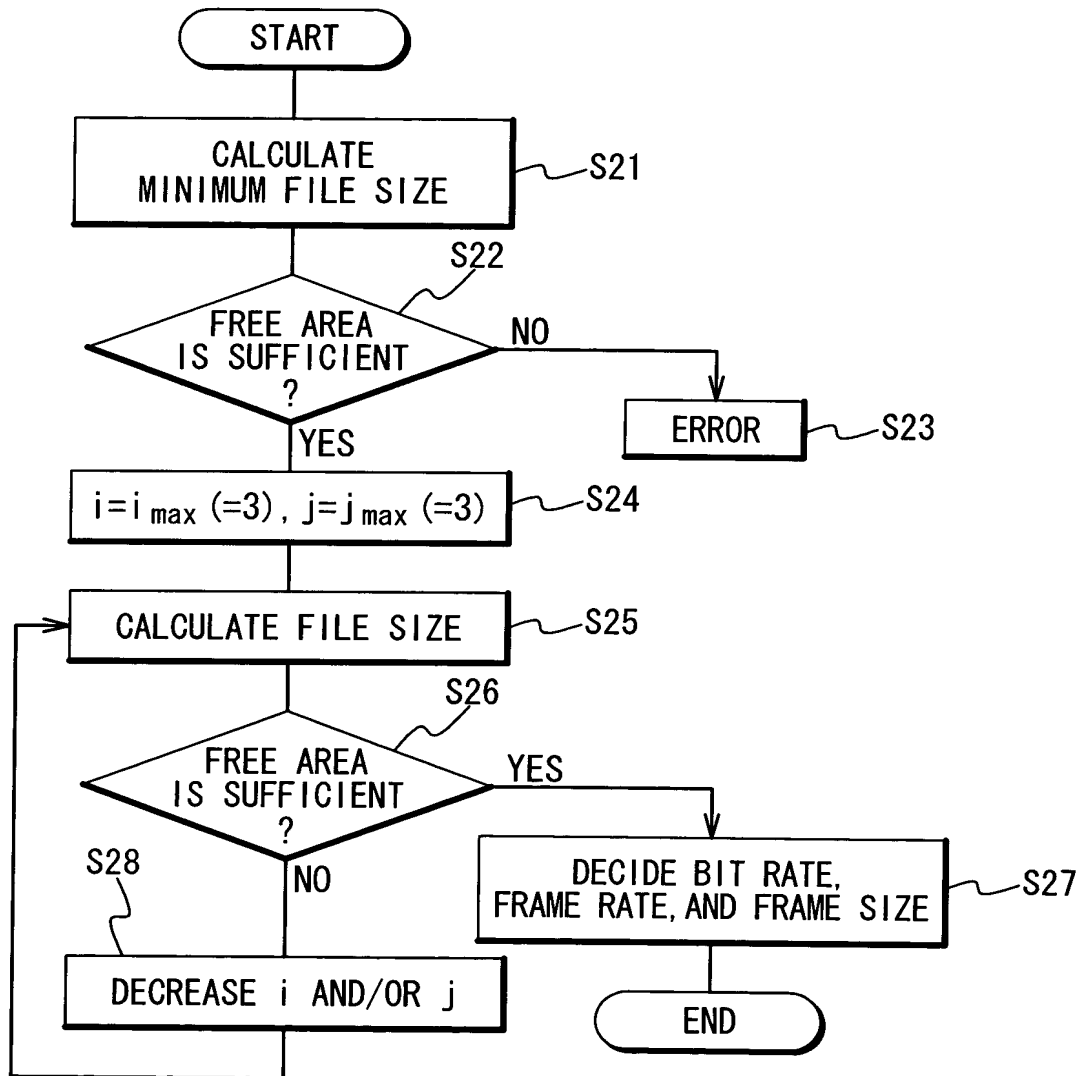 START
CALCULATE
MINIMUM FILE SIZE
S21
S22
FREE AREA
IS SUFFICIENT
?
NO
ERROR
S23
YES
i=i max (=3), j=j max (=3)
S24
CALCULATE FILE SIZE
S25
S26
FREE AREA
IS SUFFICIENT
?
YES
NO
DECIDE BIT RATE,
FRAME RATE, AND FRAME SIZE
S27
S28
DECREASE i AND/OR j
END